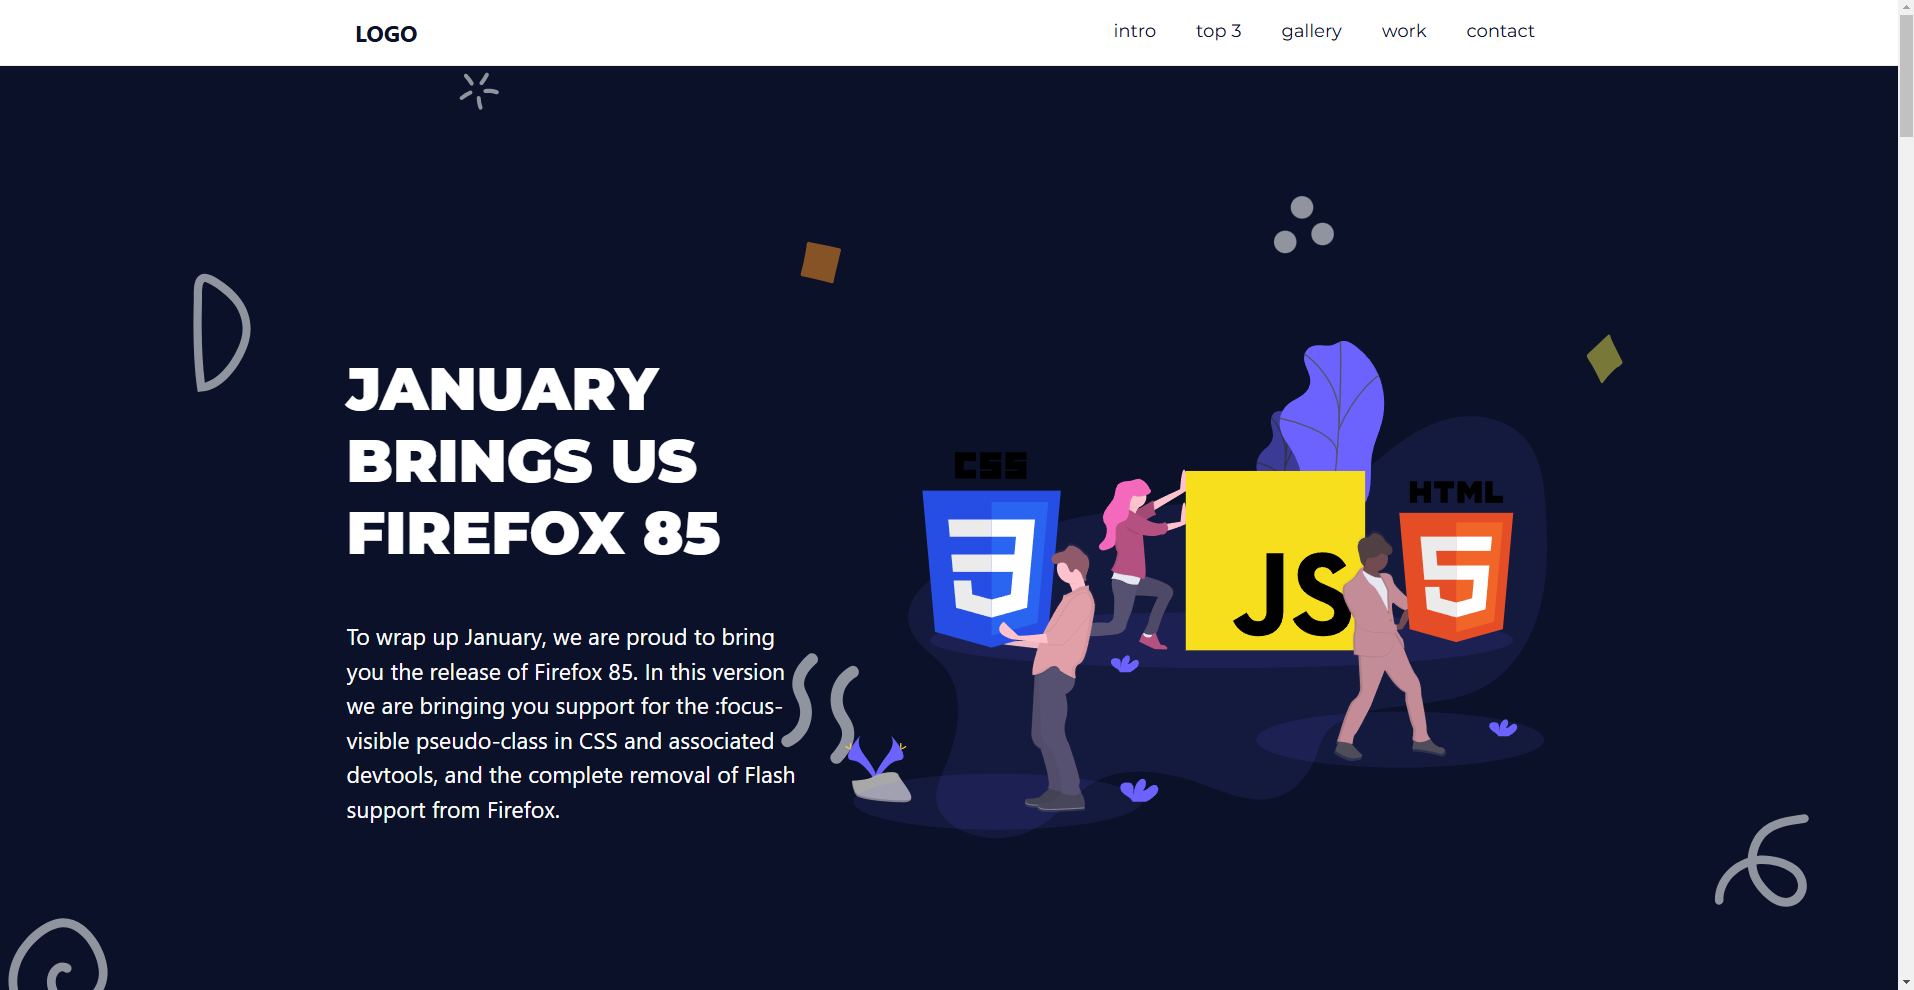 LOGO
intro
top 3
gallery
work
contact
JANUARY
BRINGS US
FIREFOX 85
To wrap up January, we are proud to bring
you the release of Firefox 85. In this version
we are bringing you support for the :focus-
visible pseudo-class in CSS and associated
devtools, and the complete removal of Flash
support from Firefox.
CSS
3
JS
HTML
5